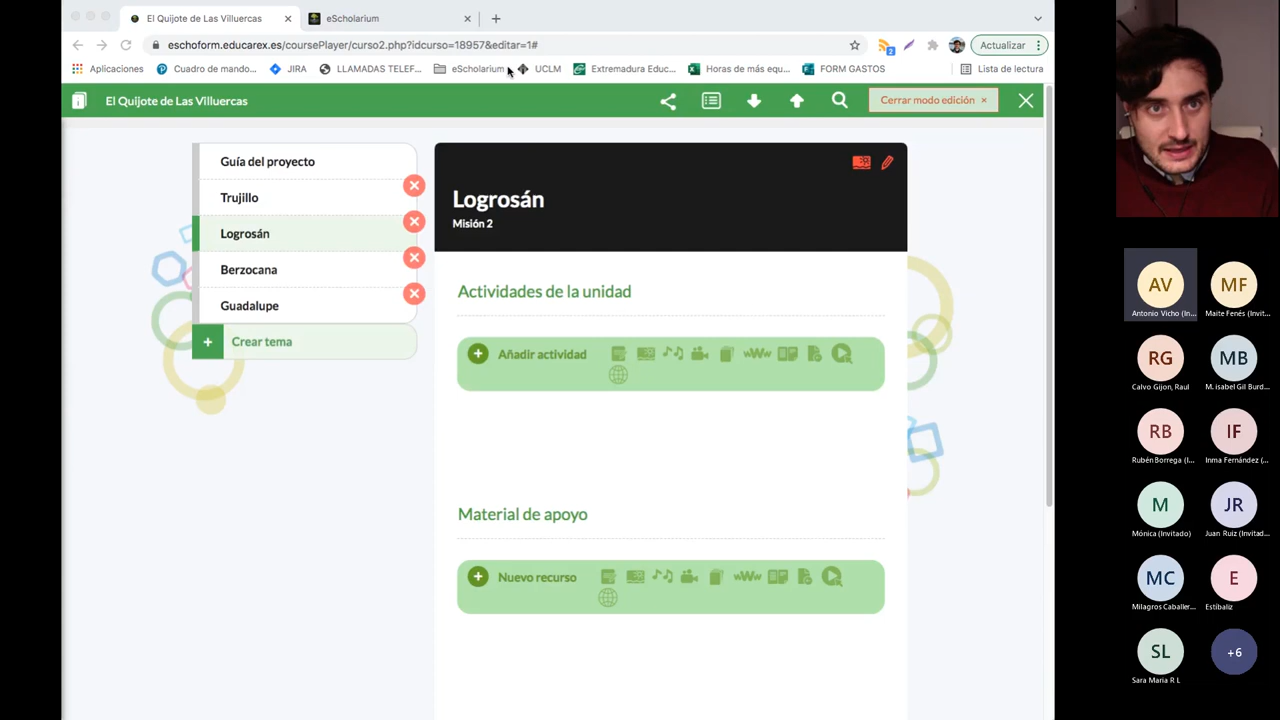 El Quijote de Las Villuercas
eScholarium
eschoform.educarex.es/coursePlayer/curso2.php?idcurso=18957&editar=1#
2
Actualizar
Aplicaciones
Cuadro de mando...
JIRA
LLAMADAS TELEF...
eScholarium
UCLM
Extremadura Educ...
Horas de más equ...
FORM GASTOS
Lista de lectura
El Quijote de Las Villuercas
Cerrar modo edición ×
Guía del proyecto
Trujillo
Logrosán
Berzocana
Guadalupe
+ Crear tema
Logrosán
Misión 2
Actividades de la unidad
Añadir actividad
www
Material de apoyo
Nuevo recurso
www
AV
Antonio Vicho (In...
MF
Maite Fenés (Invit...
RG
Calvo Gijon, Raul
MB
M. isabel Gil Burd...
RB
Rubén Borrega (I...
IF
Inma Fernández (...
M
Mónica (Invitado)
JR
Juan Ruiz (Invitad...
MC
Milagros Caballer...
E
Estíbaliz
SL
Sara Maria R L
+6